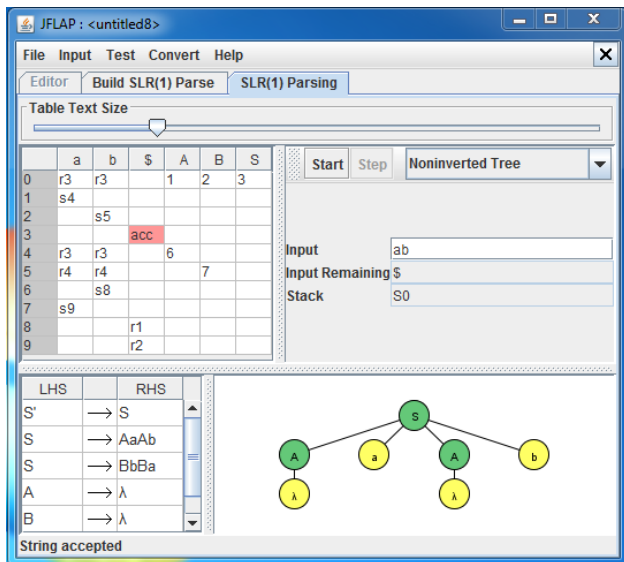 JFLAP : <untitled8>
File Input Test Convert Help
Editor Build SLR(1) Parse SLR(1) Parsing
Table Text Size
a b $ A B S
0 r3 r3 1 2 3
1 s4
2 s5
3 acc
4 r3 r3 6
5 r4 r4 7
6 s8
7 s9
8 r1
9 r2
Start Step Noninverted Tree
Input ab
Input Remaining $
Stack S0
LHS RHS
S' → S
S → AaAb
S → BbBa
A → λ
B → λ
S
A a A b
λ λ
String accepted